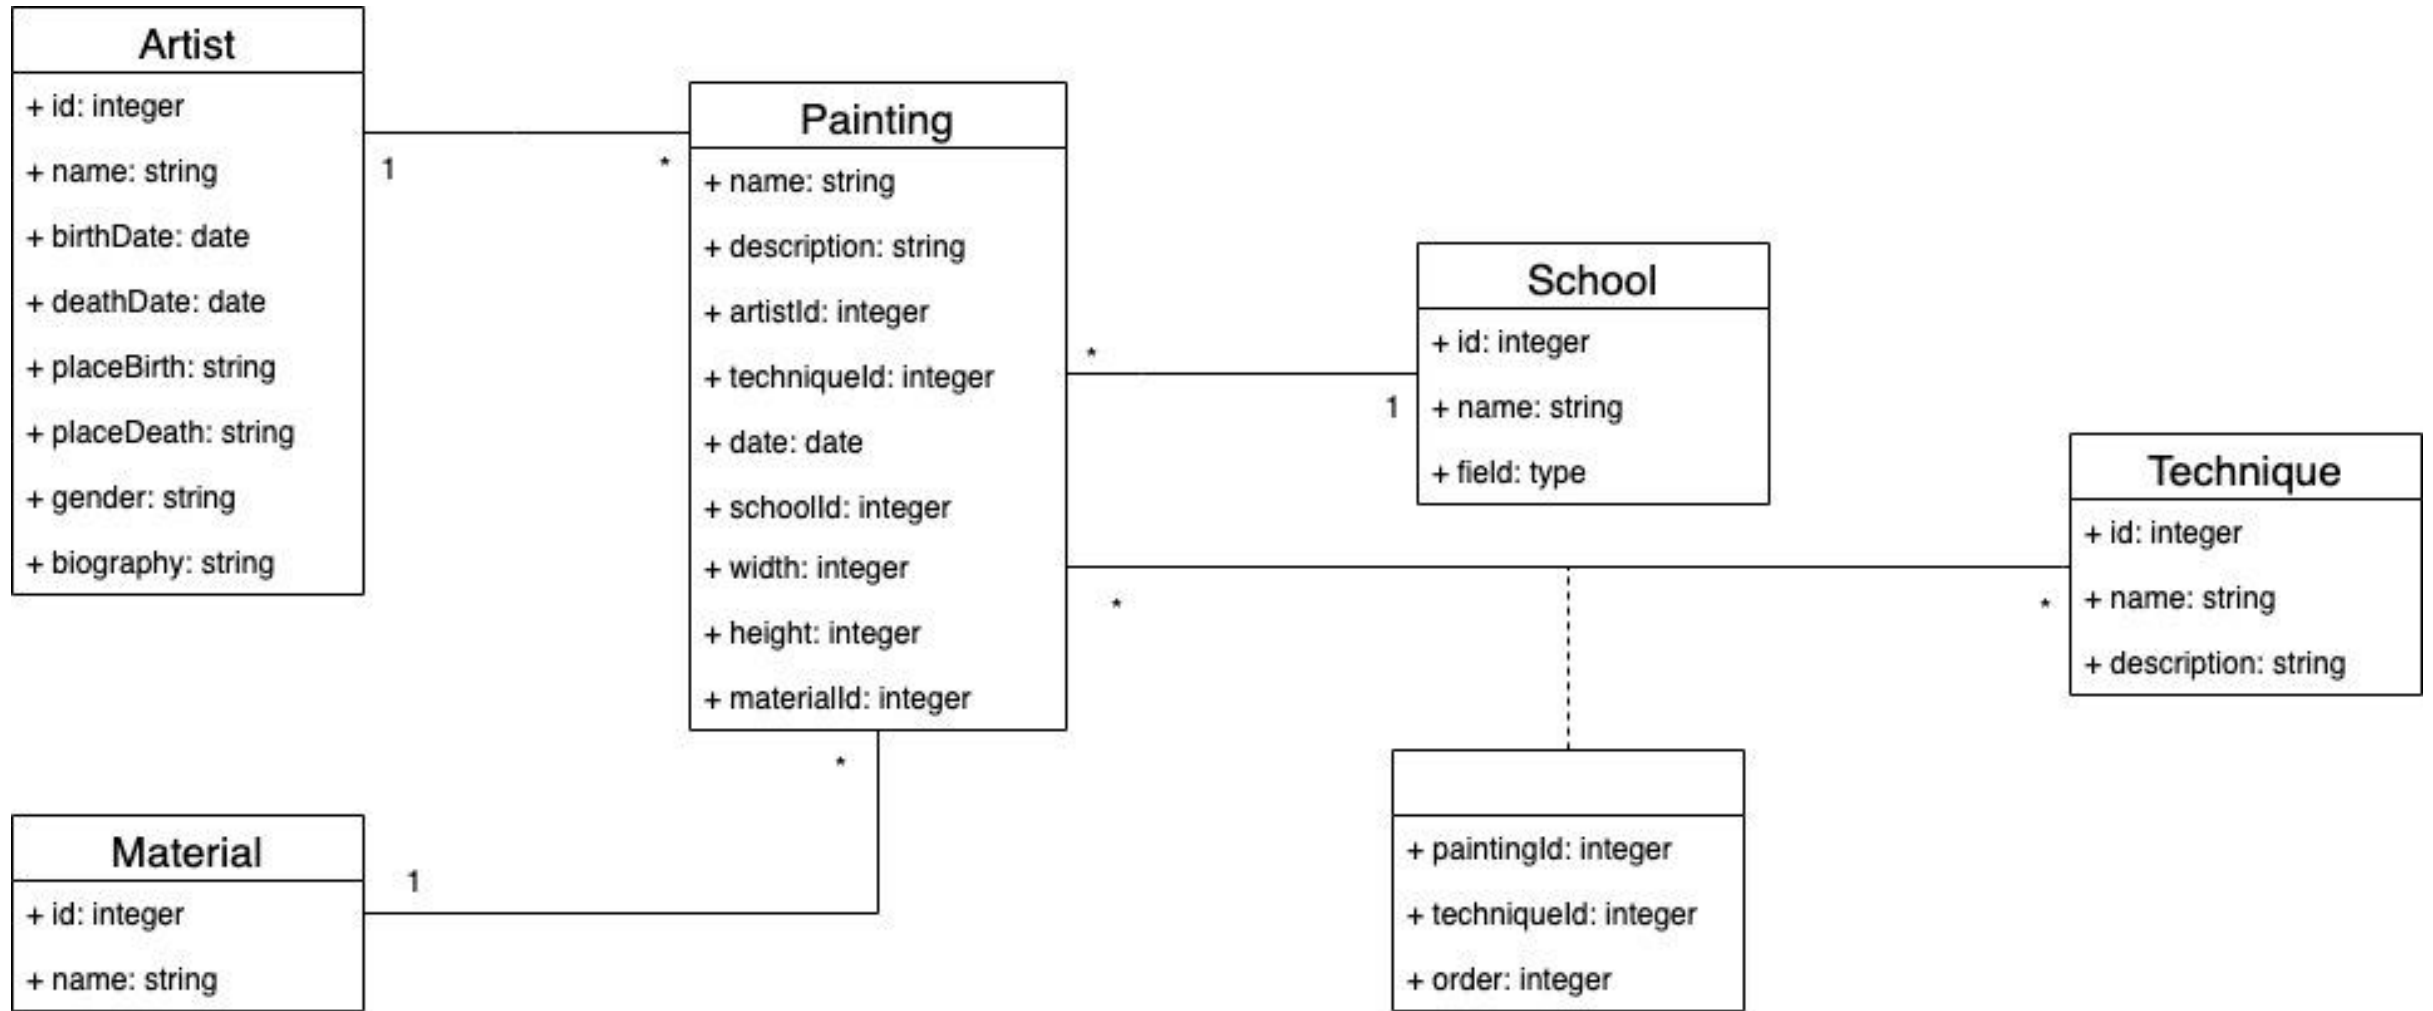 Artist
+ id: integer
+ name: string
+ birthDate: date
+ deathDate: date
+ placeBirth: string
+ placeDeath: string
+ gender: string
+ biography: string
1
*
Painting
+ name: string
+ description: string
+ artistId: integer
+ techniqueId: integer
+ date: date
+ schoolId: integer
+ width: integer
+ height: integer
+ materialId: integer
*
1
School
+ id: integer
+ name: string
+ field: type
*
*
Technique
+ id: integer
+ name: string
+ description: string
*
1
Material
+ id: integer
+ name: string
+ paintingId: integer
+ techniqueId: integer
+ order: integer